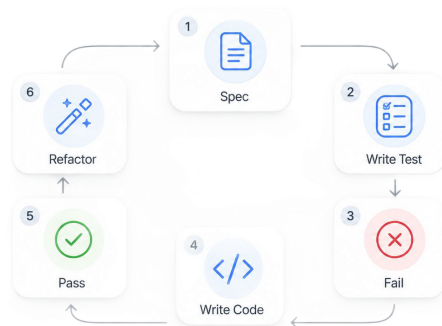 1
Spec
2
Write Test
3
Fail
4
Write Code
5
Pass
6
Refactor